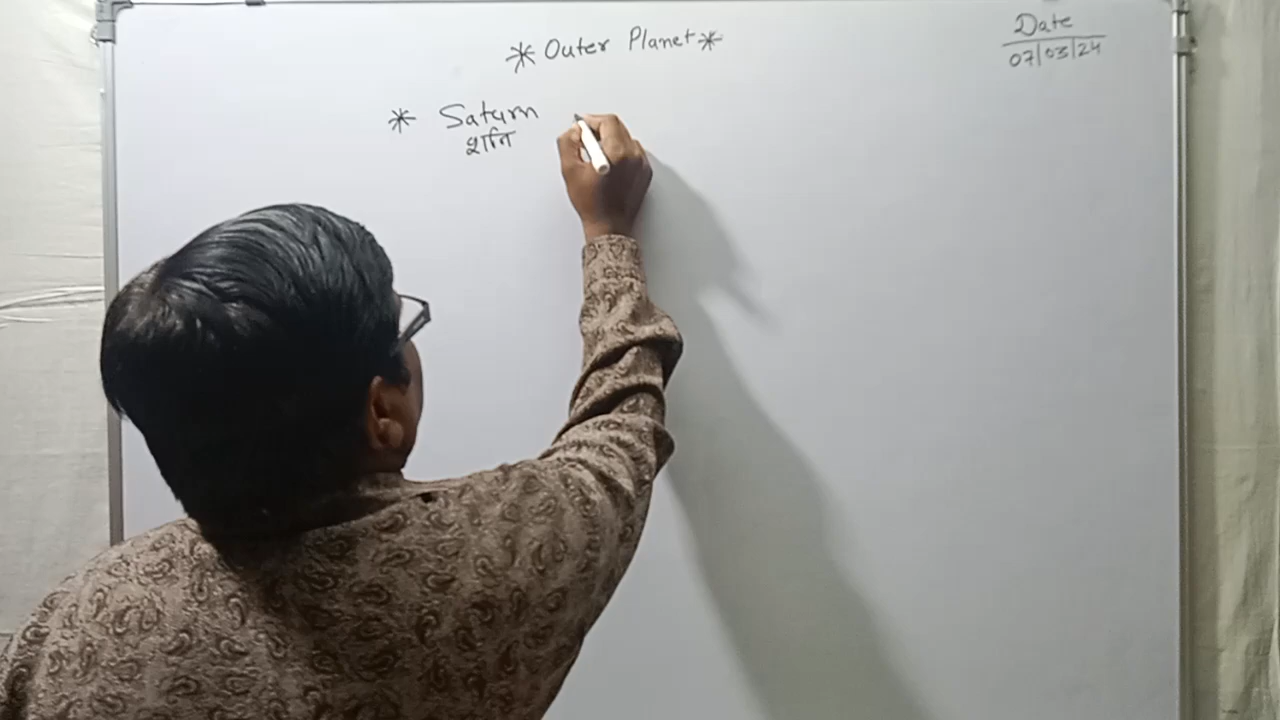 * Outer Planet *
Date
07/03/24
* Saturn
शनि